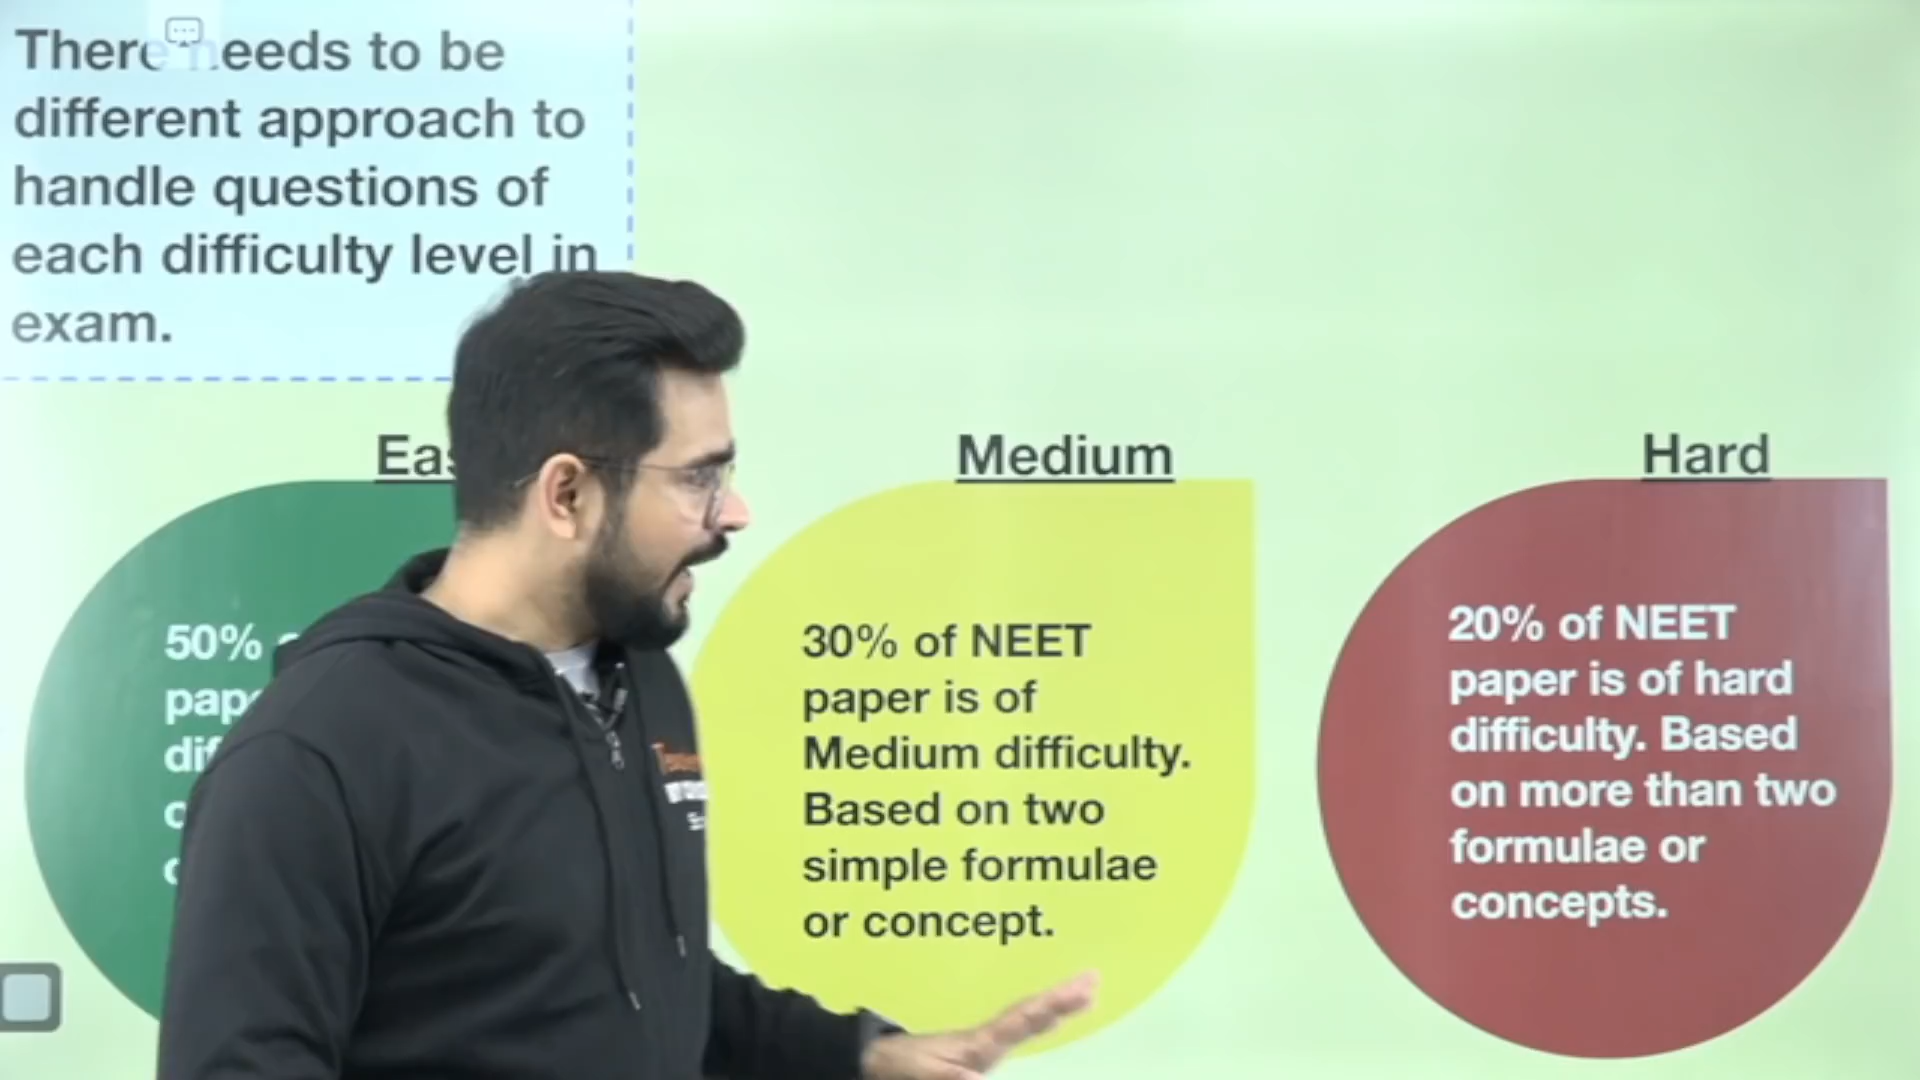 There needs to be
different approach to
handle questions of
each difficulty level in
exam.
Medium
Hard
50%
30% of NEET
paper is of
Medium difficulty.
Based on two
simple formulae
or concept.
20% of NEET
paper is of hard
difficulty. Based
on more than two
formulae or
concepts.